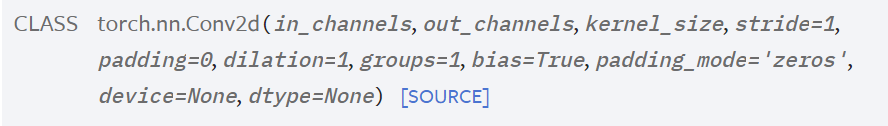 CLASS torch.nn.Conv2d(in_channels, out_channels, kernel_size, stride=1,
padding=0, dilation=1, groups=1, bias=True, padding_mode='zeros',
device=None, dtype=None) [SOURCE]